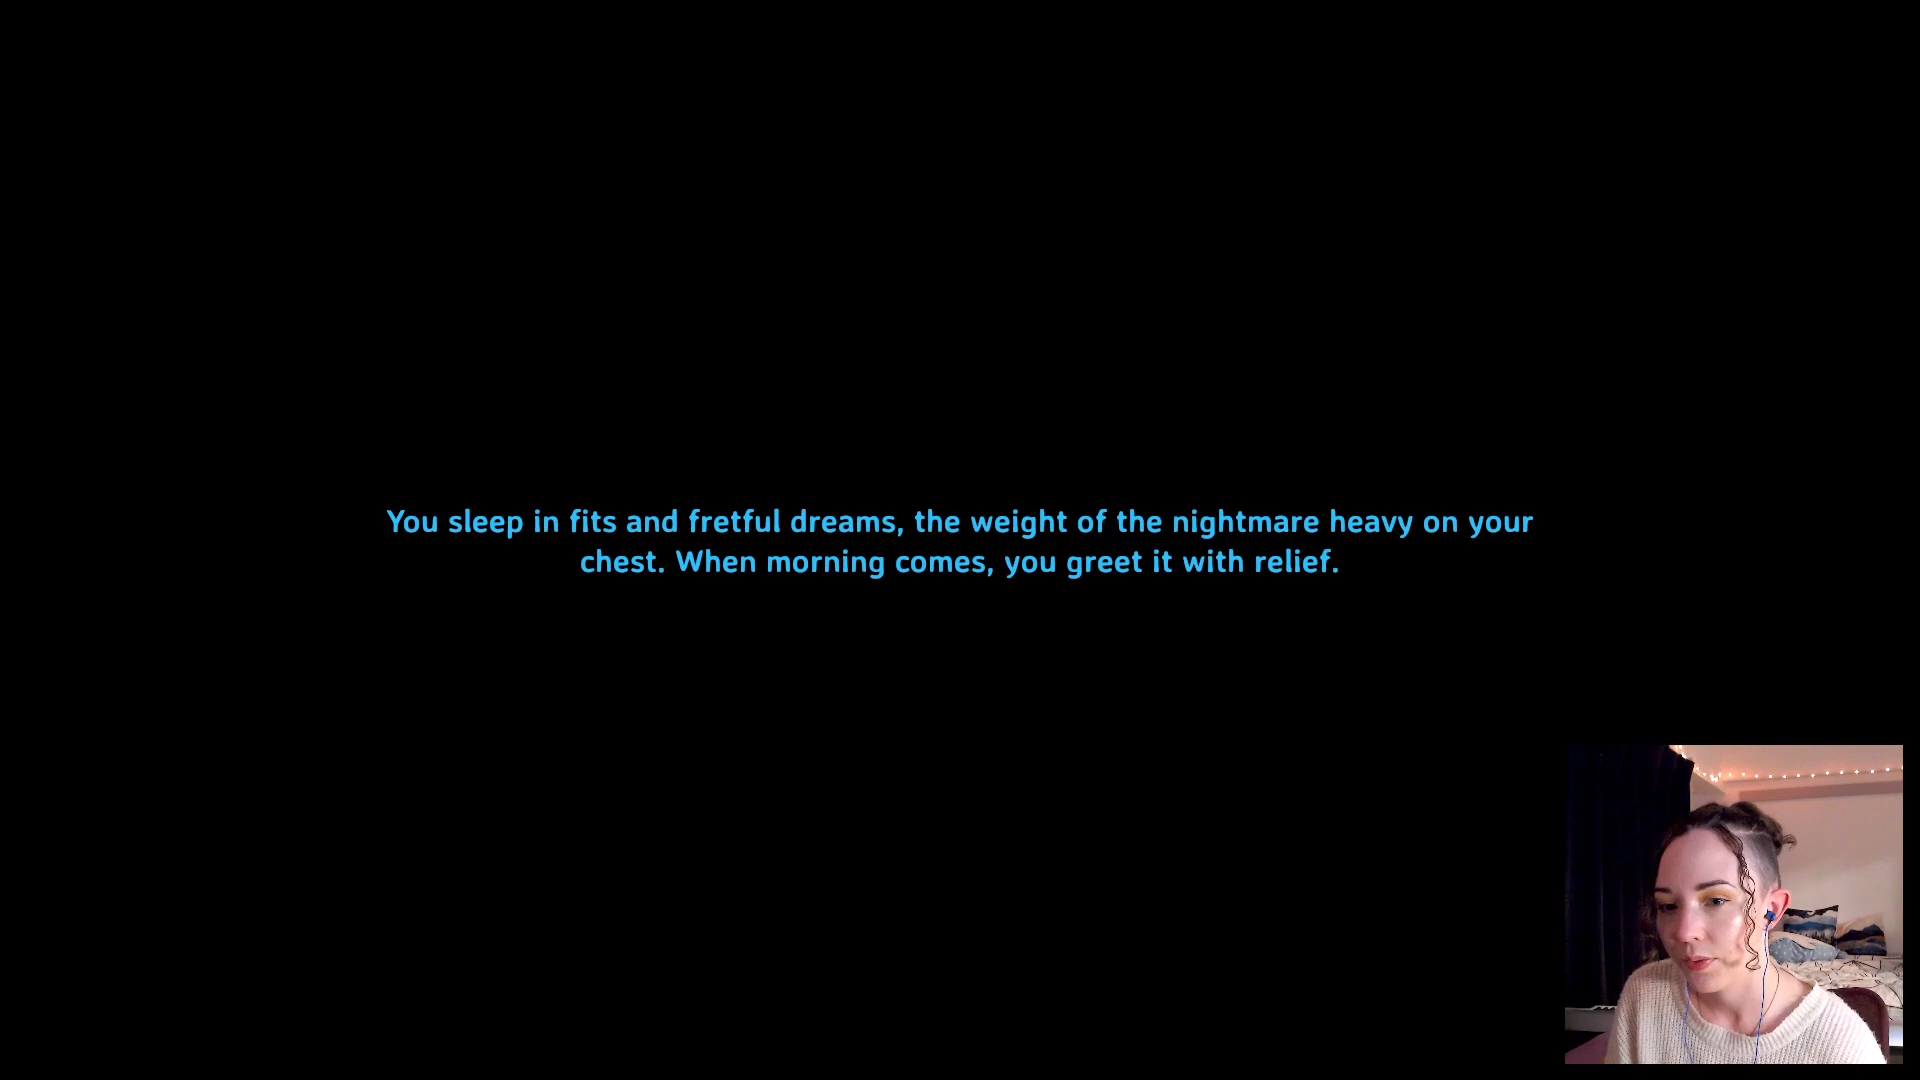 You sleep in fits and fretful dreams, the weight of the nightmare heavy on your
chest. When morning comes, you greet it with relief.